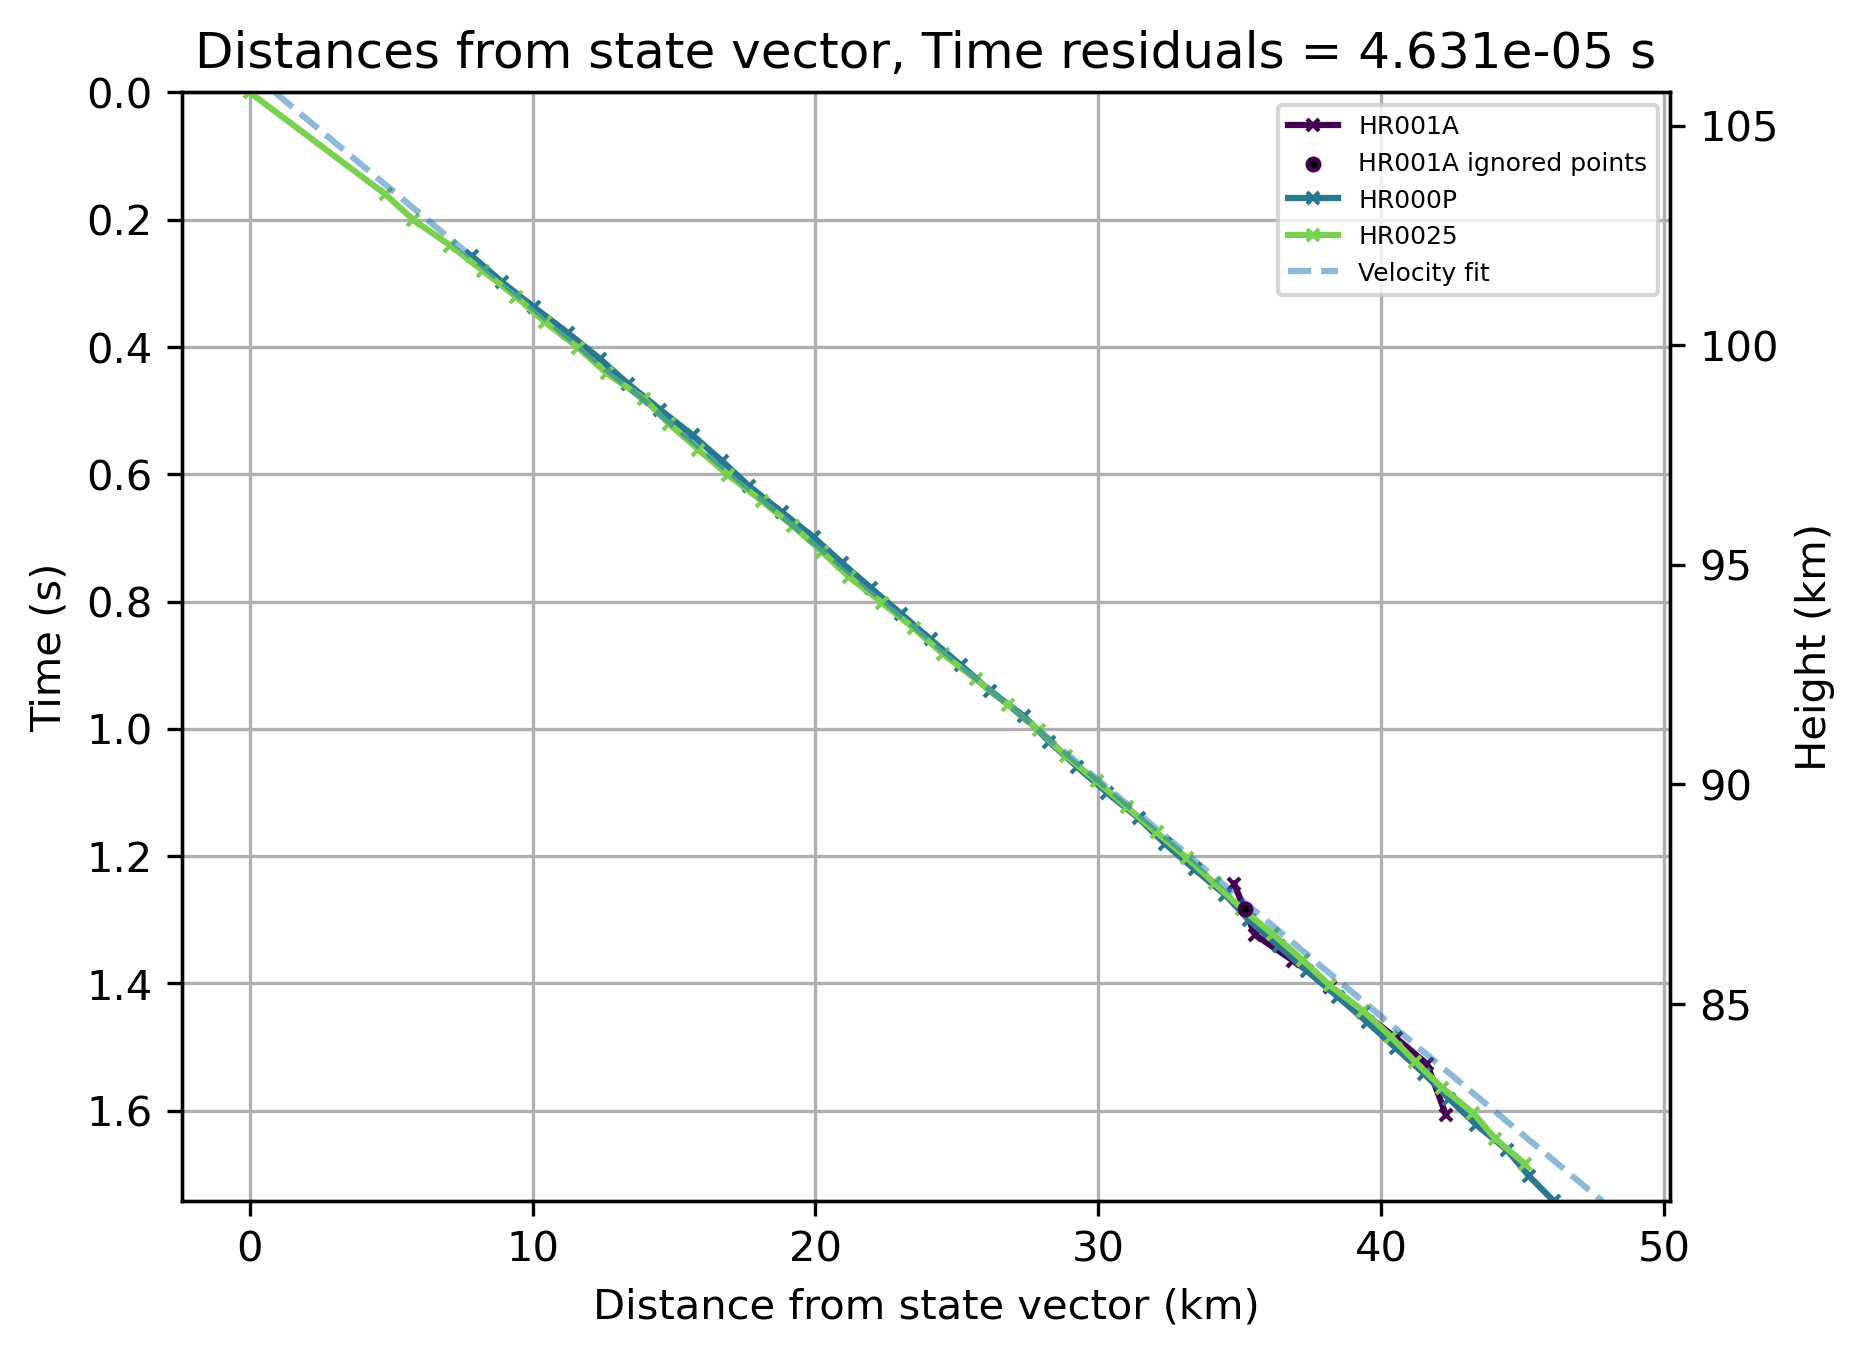 Distances from state vector, Time residuals = 4.631e-05 s
HR001A
HR001A ignored points
HR000P
HR0025
Velocity fit
Time (s)
0.0
0.2
0.4
0.6
0.8
1.0
1.2
1.4
1.6
105
100
95
90
85
Height (km)
0
10
20
30
40
50
Distance from state vector (km)